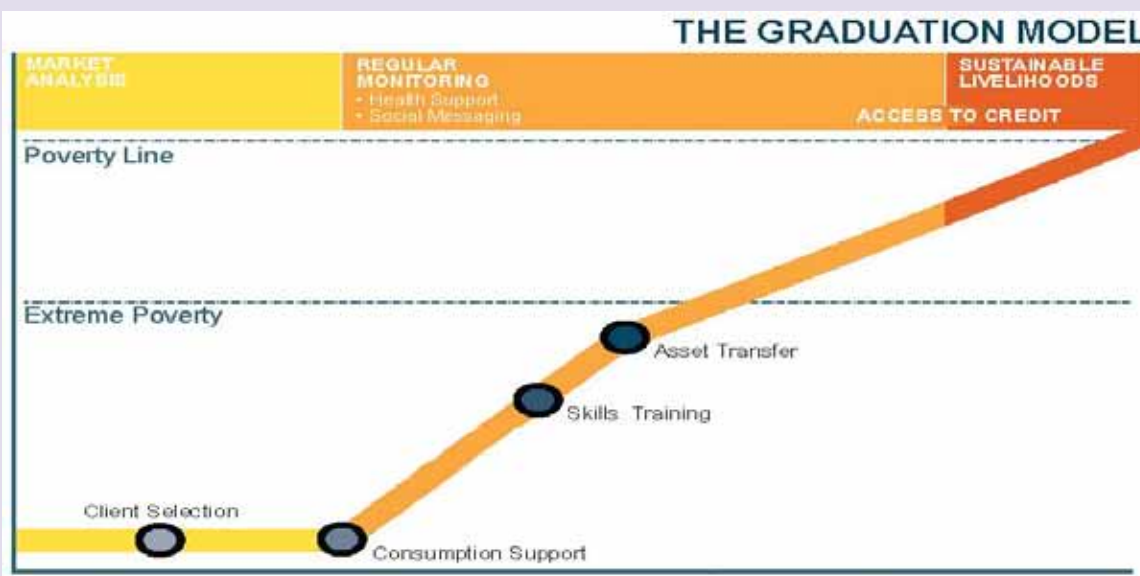 THE GRADUATION MODEL
MARKET
ANALYSIS
REGULAR
MONITORING
• Health Support
• Social Messaging
SUSTAINABLE
LIVELIHOODS
ACCESS TO CREDIT
Poverty Line
Extreme Poverty
Asset Transfer
Skills Training
Client Selection
Consumption Support